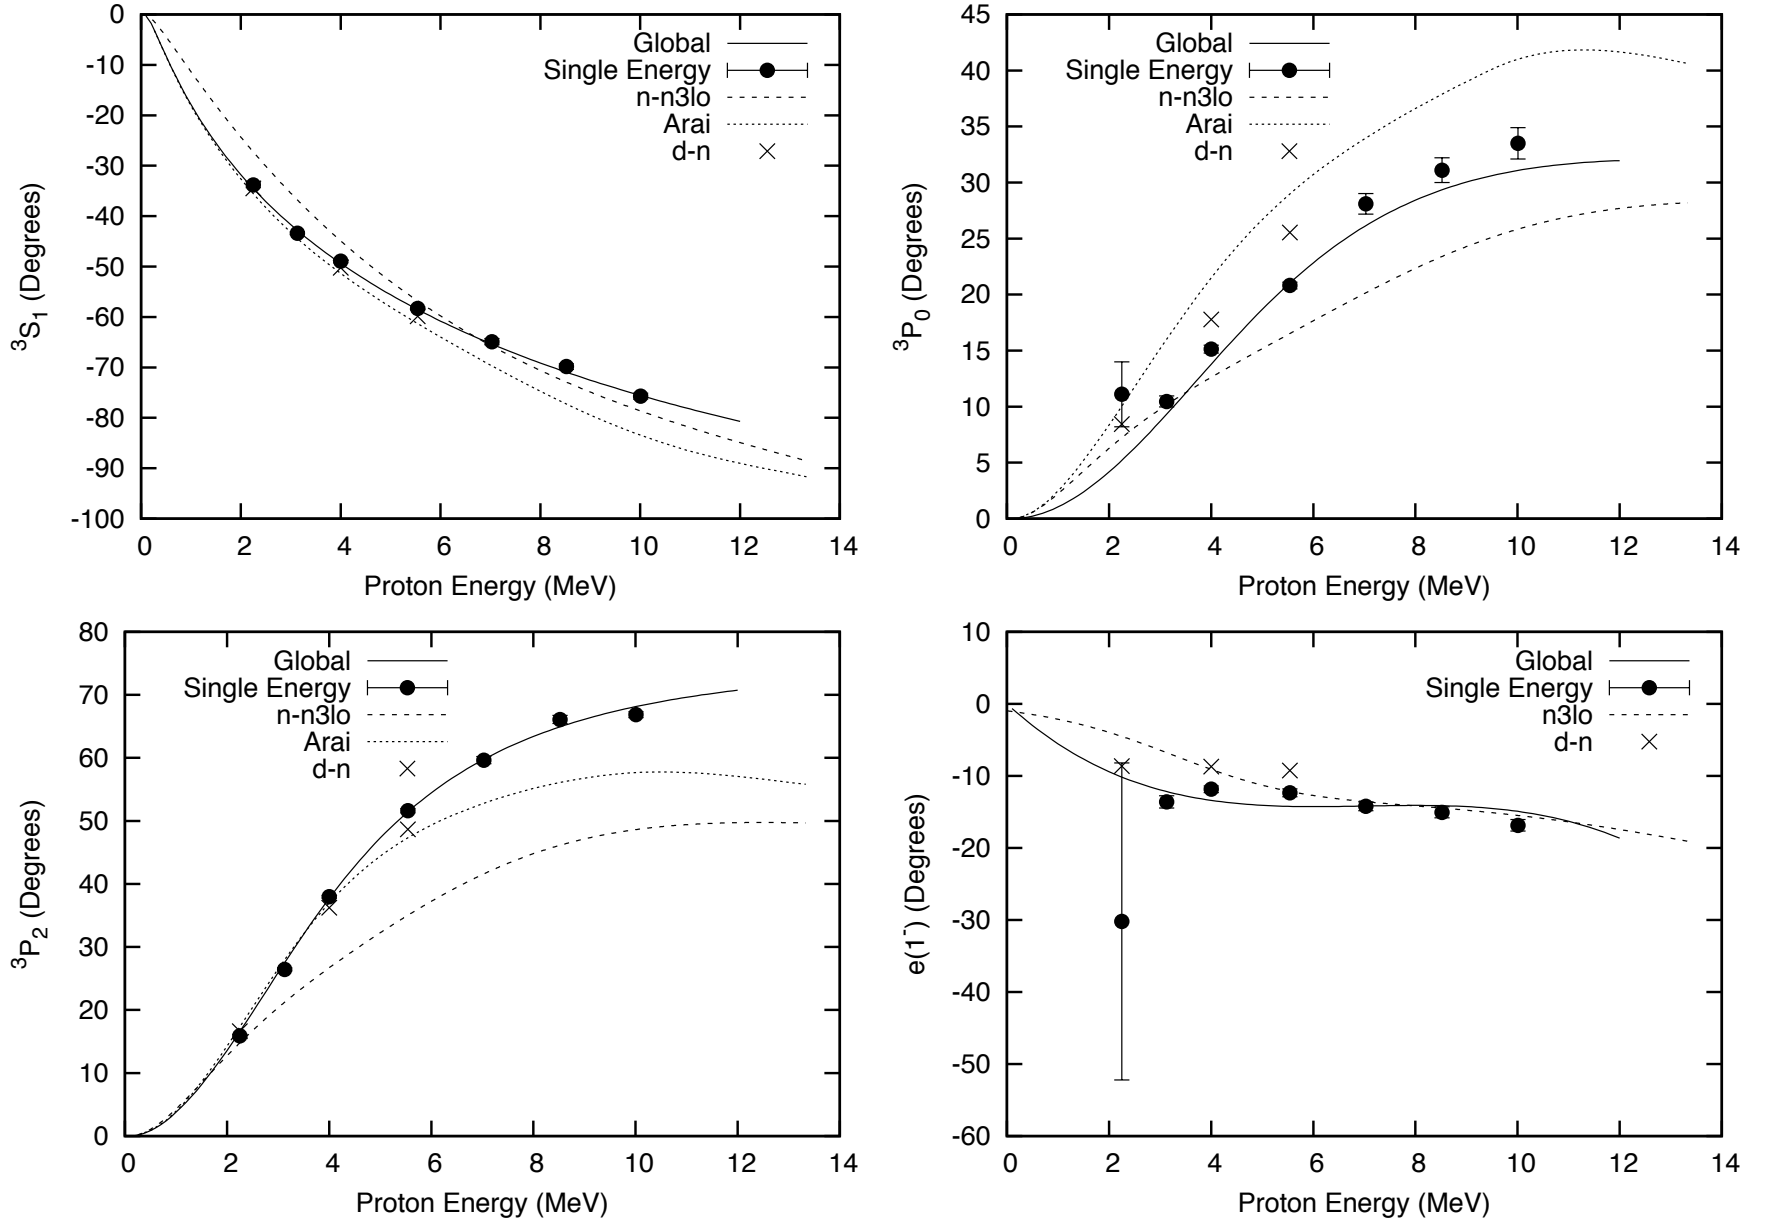 0
-10
-20
-30
-40
-50
-60
-70
-80
-90
-100
³S₁ (Degrees)
Global
Single Energy
n-n3lo
Arai
d-n
0 2 4 6 8 10 12 14
Proton Energy (MeV)
45
40
35
30
25
20
15
10
5
0
³P₀ (Degrees)
Global
Single Energy
n-n3lo
Arai
d-n
0 2 4 6 8 10 12 14
Proton Energy (MeV)
80
70
60
50
40
30
20
10
0
³P₂ (Degrees)
Global
Single Energy
n-n3lo
Arai
d-n
0 2 4 6 8 10 12 14
Proton Energy (MeV)
10
0
-10
-20
-30
-40
-50
-60
e(1⁻) (Degrees)
Global
Single Energy
n3lo
d-n
0 2 4 6 8 10 12 14
Proton Energy (MeV)